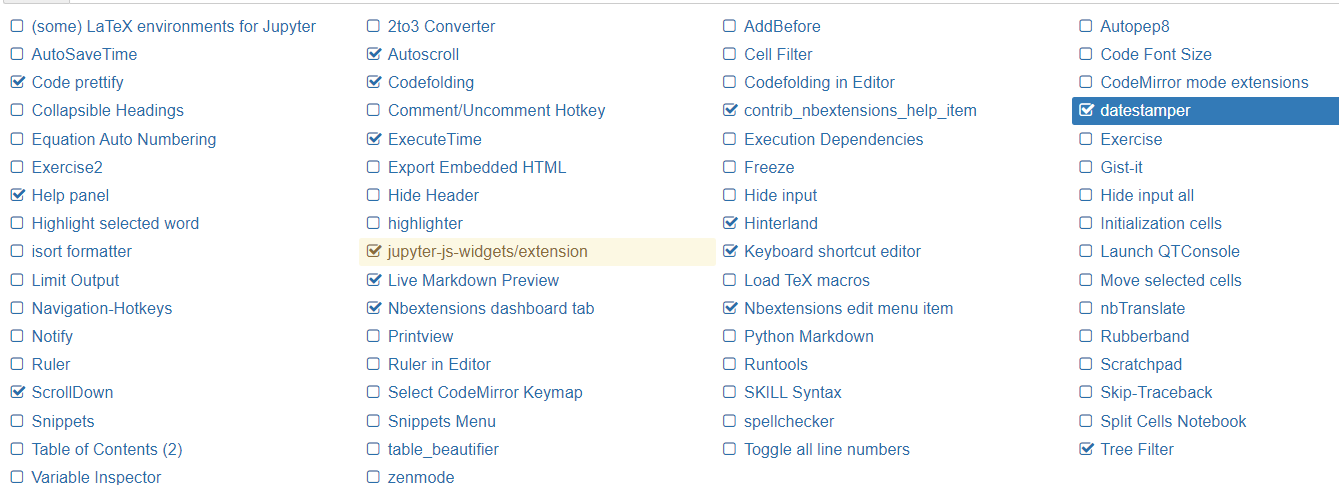 (some) LaTeX environments for Jupyter
2to3 Converter
AddBefore
Autopep8
AutoSaveTime
Autoscroll
Cell Filter
Code Font Size
Code prettify
Codefolding
Codefolding in Editor
CodeMirror mode extensions
Collapsible Headings
Comment/Uncomment Hotkey
contrib_nbextensions_help_item
datestamper
Equation Auto Numbering
ExecuteTime
Execution Dependencies
Exercise
Exercise2
Export Embedded HTML
Freeze
Gist-it
Help panel
Hide Header
Hide input
Hide input all
Highlight selected word
highlighter
Hinterland
Initialization cells
isort formatter
jupyter-js-widgets/extension
Keyboard shortcut editor
Launch QTConsole
Limit Output
Live Markdown Preview
Load TeX macros
Move selected cells
Navigation-Hotkeys
Nbextensions dashboard tab
Nbextensions edit menu item
nbTranslate
Notify
Printview
Python Markdown
Rubberband
Ruler
Ruler in Editor
Runtools
Scratchpad
ScrollDown
Select CodeMirror Keymap
SKILL Syntax
Skip-Traceback
Snippets
Snippets Menu
spellchecker
Split Cells Notebook
Table of Contents (2)
table_beautifier
Toggle all line numbers
Tree Filter
Variable Inspector
zenmode